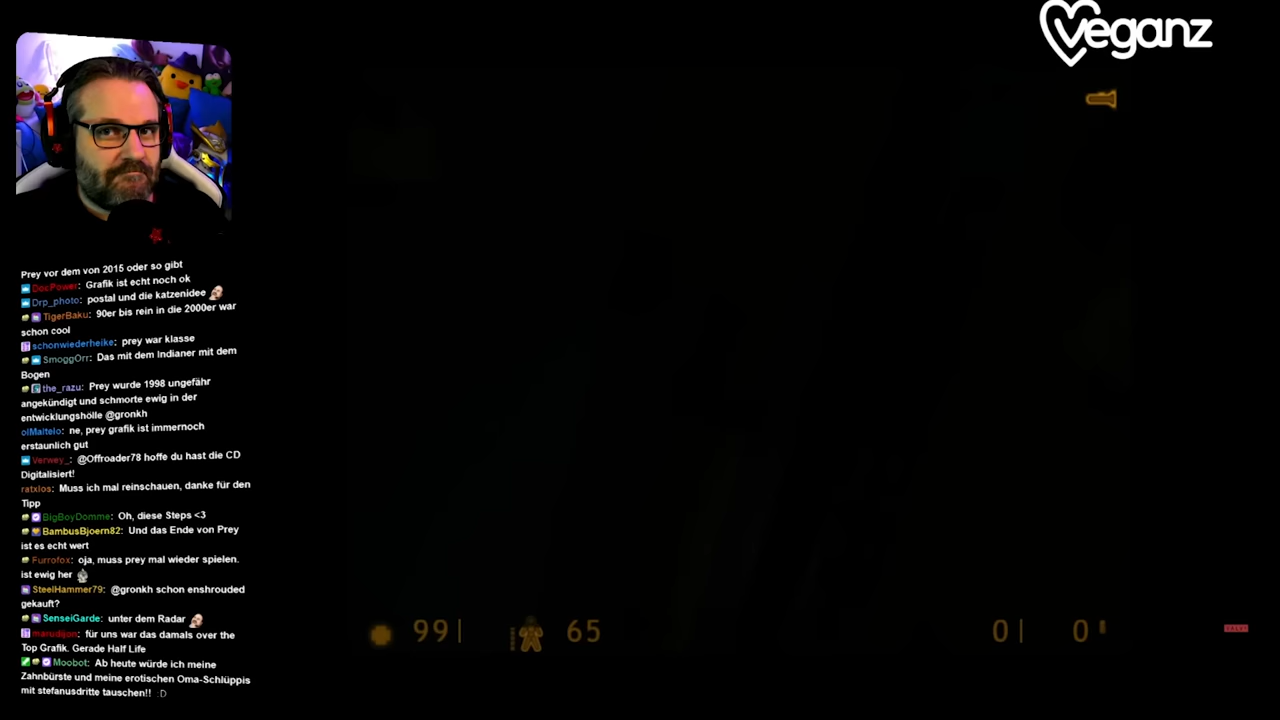 Veganz
Prey vor dem von 2015 oder so gibt
DocPower: Grafik ist echt noch ok
Drp_photo: postal und die katzenidee
TigerBaku: 90er bis rein in die 2000er war
schon cool
schonwiederheike: prey war klasse
SmoggOrr: Das mit dem Indianer mit dem
Bogen
the_razu: Prey wurde 1998 ungefähr
angekündigt und schmorte ewig in der
entwicklungshölle @gronkh
olMaltelo: ne, prey grafik ist immernoch
erstaunlich gut
Verwey_: @Offroader78 hoffe du hast die CD
Digitalisiert!
ratxlos: Muss ich mal reinschauen, danke für den
Tipp
BigBoyDomme: Oh, diese Steps <3
BambusBjoern82: Und das Ende von Prey
ist es echt wert
Furrofox: oja, muss prey mal wieder spielen.
ist ewig her
SteelHammer79: @gronkh schon enshrouded
gekauft?
SenseiGarde: unter dem Radar
marudijon: für uns war das damals over the
Top Grafik. Gerade Half Life
Moobot: Ab heute würde ich meine
Zahnbürste und meine erotischen Oma-Schlüppis
mit stefanusdritte tauschen!! :D
99| 65 0| 0